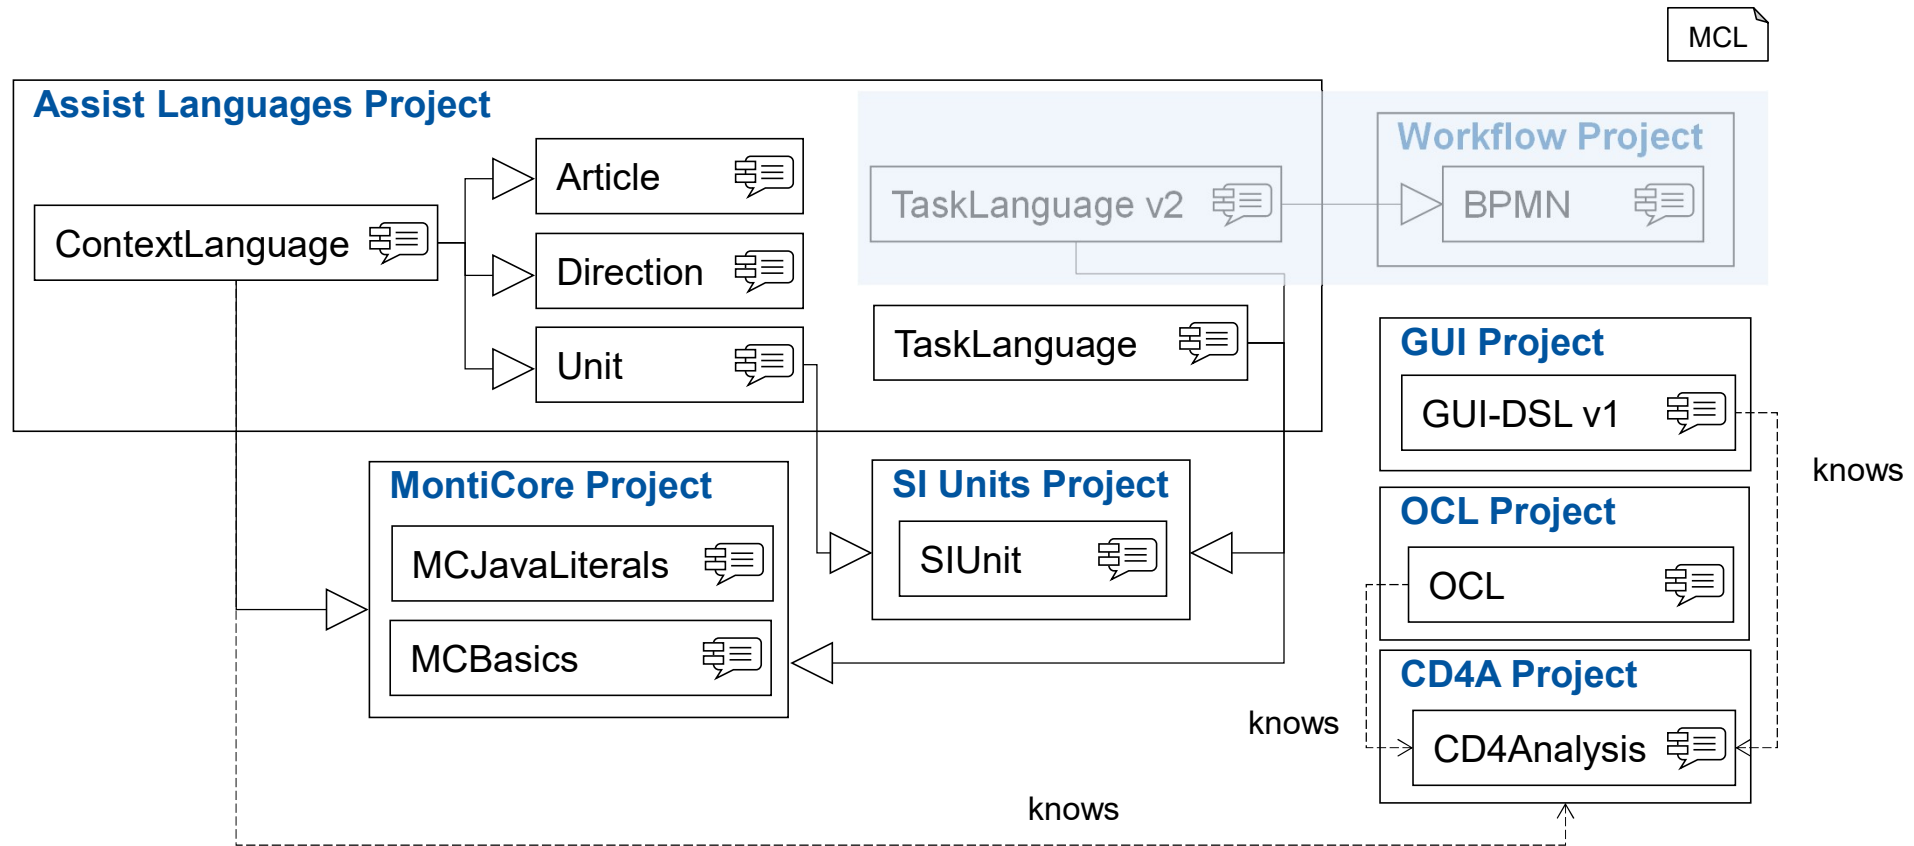 MCL
Assist Languages Project
Article
ContextLanguage
Direction
Unit
TaskLanguage v2
Workflow Project
BPMN
TaskLanguage
GUI Project
GUI-DSL v1
knows
MontiCore Project
MCJavaLiterals
MCBasics
SI Units Project
SIUnit
OCL Project
OCL
CD4A Project
knows
CD4Analysis
knows